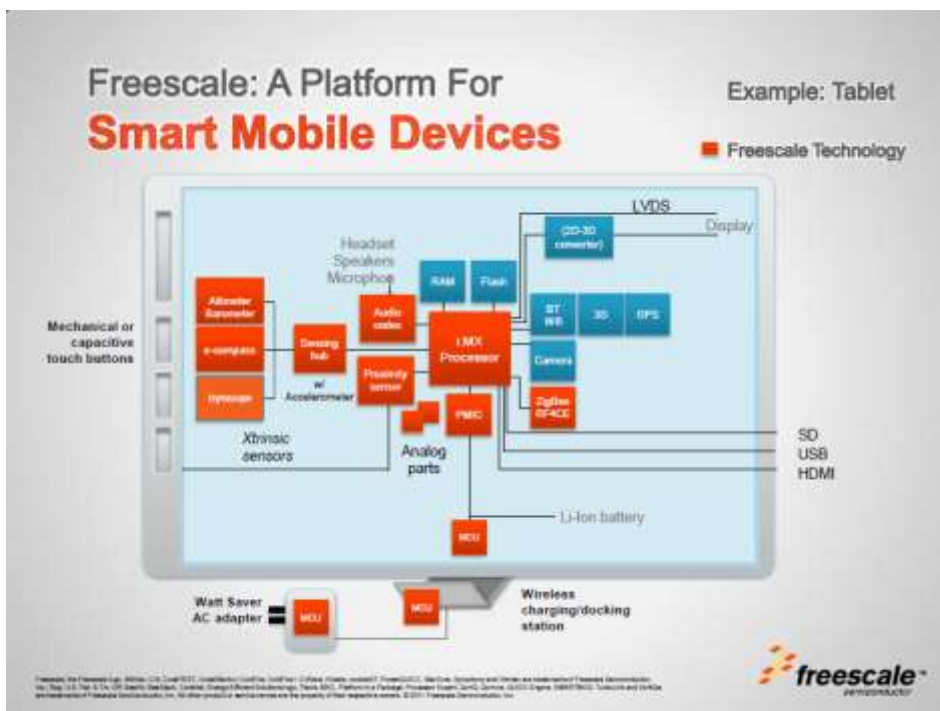 Freescale: A Platform For
Smart Mobile Devices
Example: Tablet
Freescale Technology
LVDS
Display
(2D-3D
converter)
Headset
Speakers
Microphon
RAM
Flash
Altimeter
Barometer
Audio
codec
BT
Wifi
3G
GPS
Mechanical or
capacitive
touch buttons
e-compass
Sensing
hub
i.MX
Processor
Camera
Proximity
sensor
w/
Accelerometer
Gyroscope
PMIC
ZigBee
RF4CE
Xtrinsic
sensors
Analog
parts
SD
USB
HDMI
Li-Ion battery
MCU
Watt Saver
AC adapter
MCU
MCU
Wireless
charging/docking
station
freescale
semiconductor